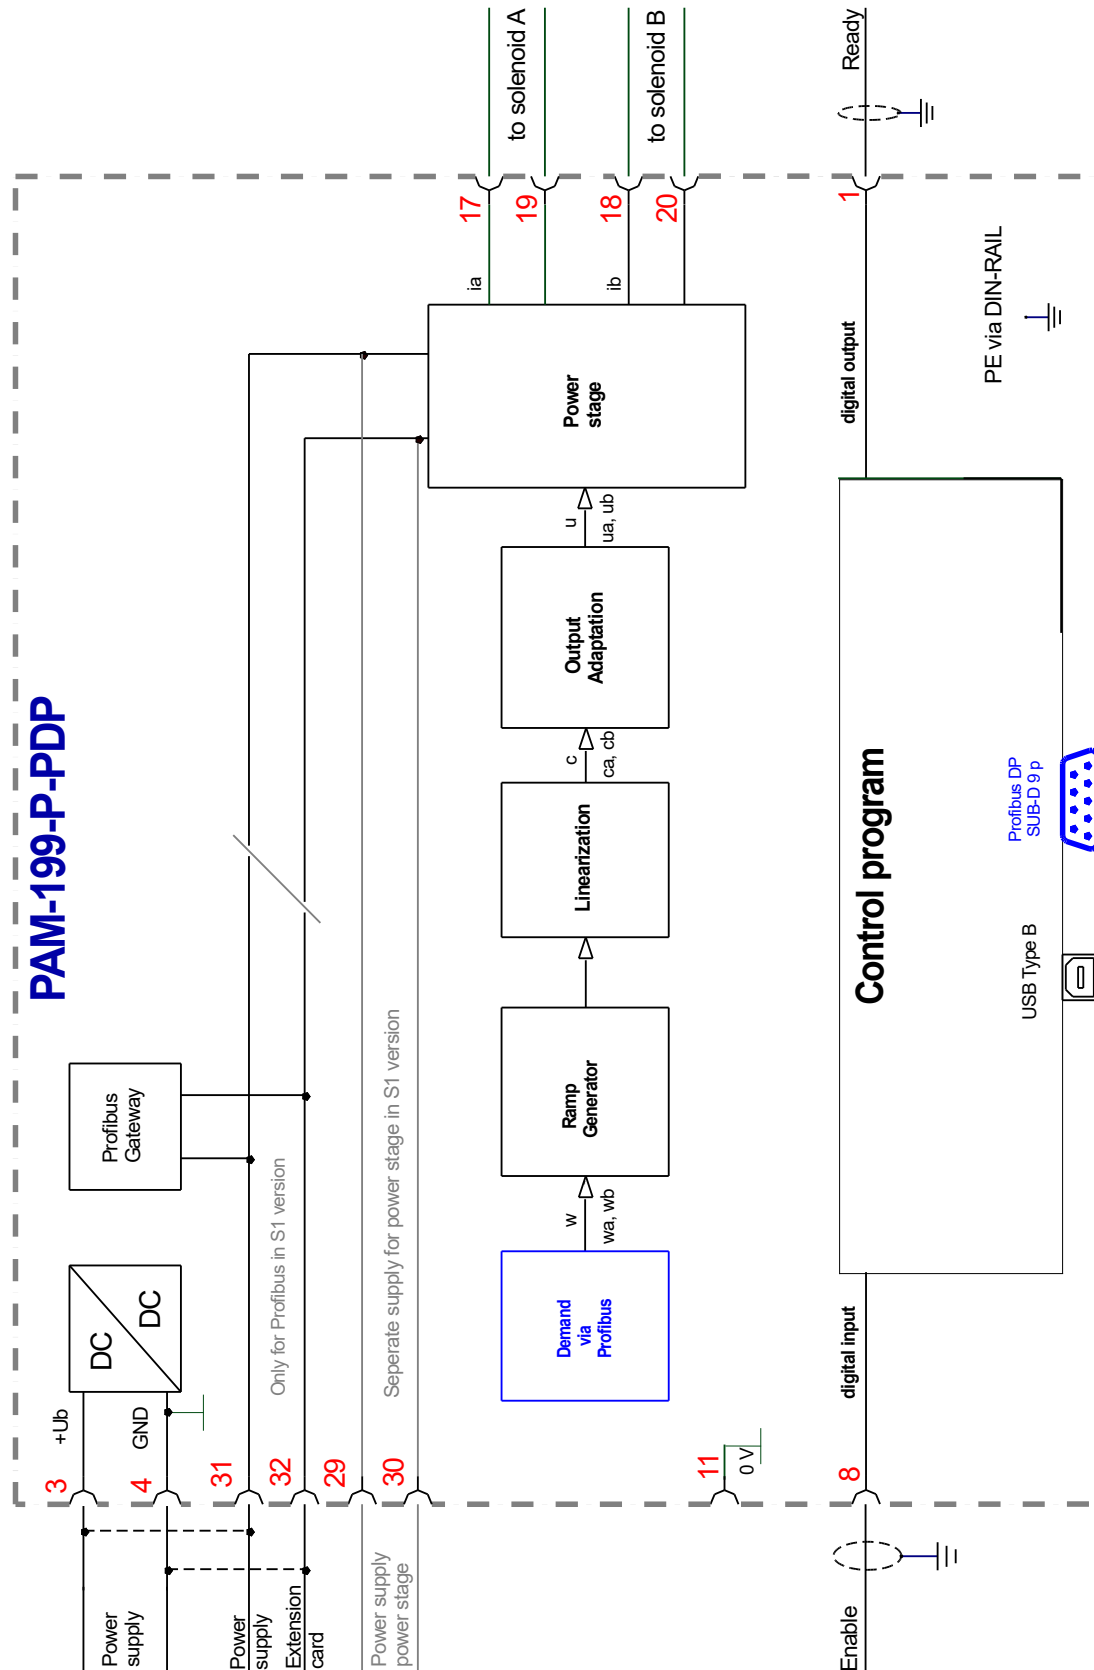 PAM-199-P-PDP
Power
supply
3
+Ub
4
GND
DC
DC
Profibus
Gateway
Power
supply
31
Extension
card
32
Only for Profibus in S1 version
Power supply
power stage
29
30
Seperate supply for power stage in S1 version
Demand
via
Profibus
w
wa, wb
Ramp
Generator
Linearization
c
ca, cb
Output
Adaptation
u
ua, ub
Power
stage
ia
17
19
to solenoid A
ib
18
20
to solenoid B
11
0 V
Enable
8
digital input
Control program
digital output
1
Ready
USB Type B
Profibus DP
SUB-D 9 p
PE via DIN-RAIL